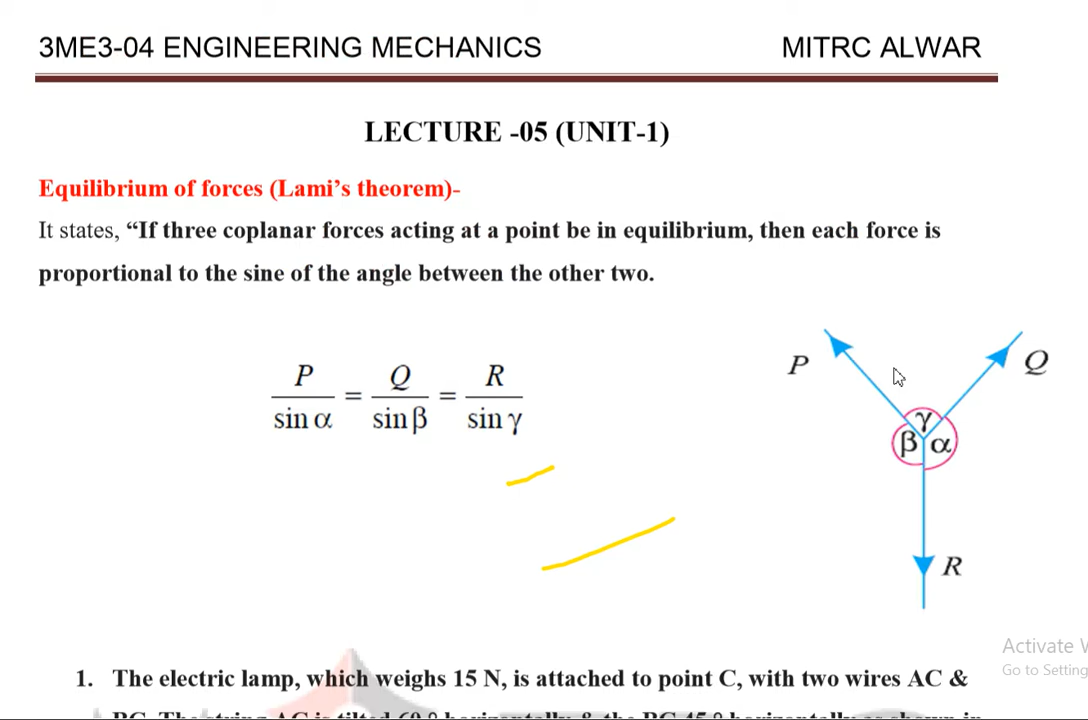 3ME3-04 ENGINEERING MECHANICS MITRC ALWAR
LECTURE -05 (UNIT-1)
Equilibrium of forces (Lami’s theorem)-
It states, “If three coplanar forces acting at a point be in equilibrium, then each force is
proportional to the sine of the angle between the other two.
P/sin α = Q/sin β = R/sin γ
P
Q
γ
β α
R
Activate
Go to Setting
1. The electric lamp, which weighs 15 N, is attached to point C, with two wires AC &